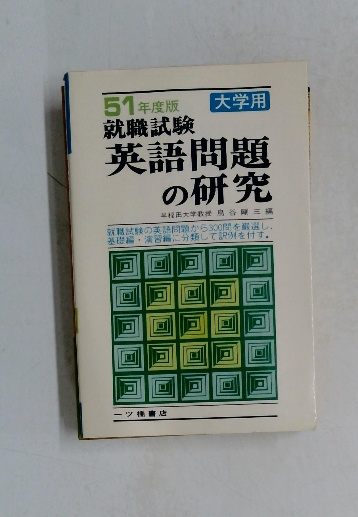 51年度版
大学用
就職試験
英語問題
の研究
早稲田大学教授 鳥谷剛三編
就職試験の英語問題から300問を厳選し、
基礎編・演習編に分類して訳例を付す。
一ツ橋書店